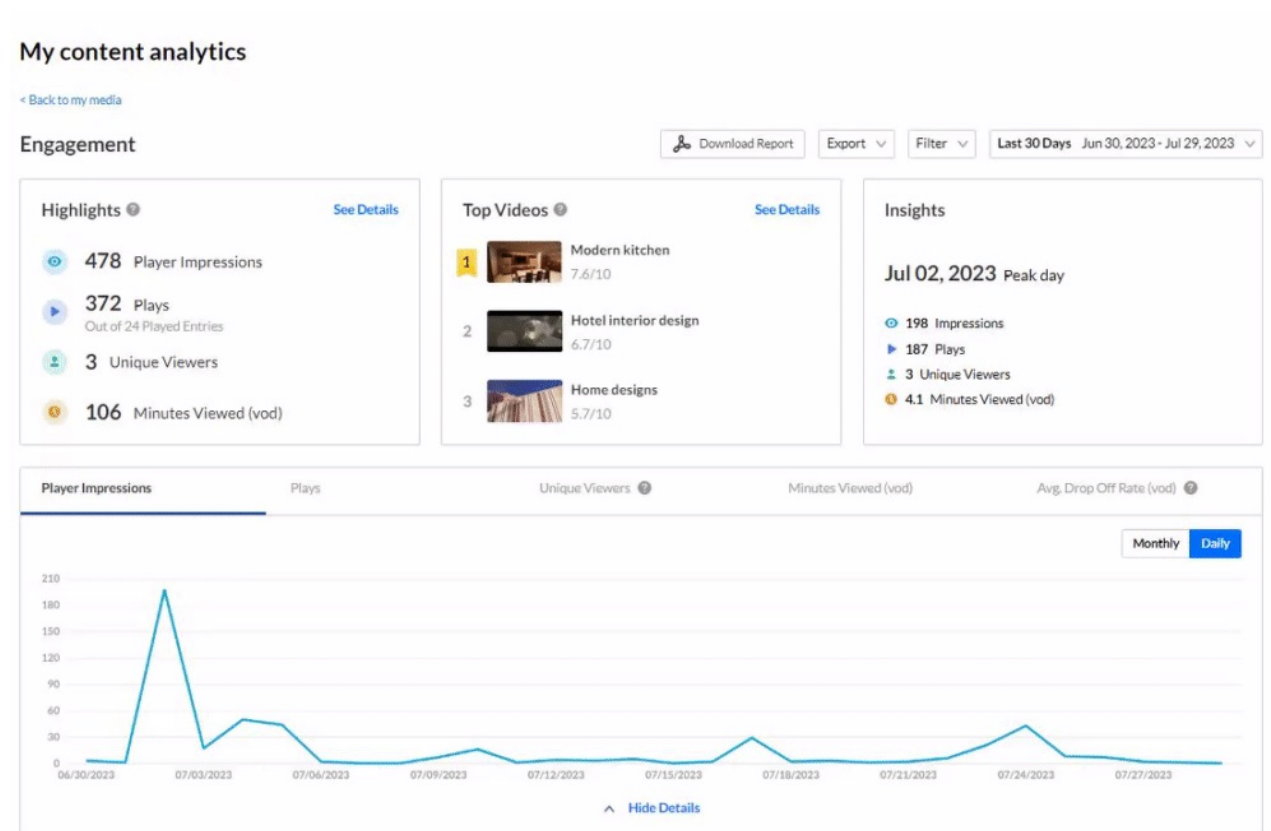 My content analytics
< Back to my media
Engagement
Download Report
Export
Filter
Last 30 Days Jun 30, 2023 - Jul 29, 2023
Highlights
See Details
478 Player Impressions
372 Plays
Out of 24 Played Entries
3 Unique Viewers
106 Minutes Viewed (vod)
Top Videos
See Details
1
Modern kitchen
7.6/10
2
Hotel interior design
6.7/10
3
Home designs
5.7/10
Insights
Jul 02, 2023 Peak day
198 Impressions
187 Plays
3 Unique Viewers
4.1 Minutes Viewed (vod)
Player Impressions
Plays
Unique Viewers
Minutes Viewed (vod)
Avg. Drop Off Rate (vod)
Monthly Daily
210
180
150
120
90
60
30
0
06/30/2023 07/03/2023 07/06/2023 07/09/2023 07/12/2023 07/15/2023 07/18/2023 07/21/2023 07/24/2023 07/27/2023
Hide Details